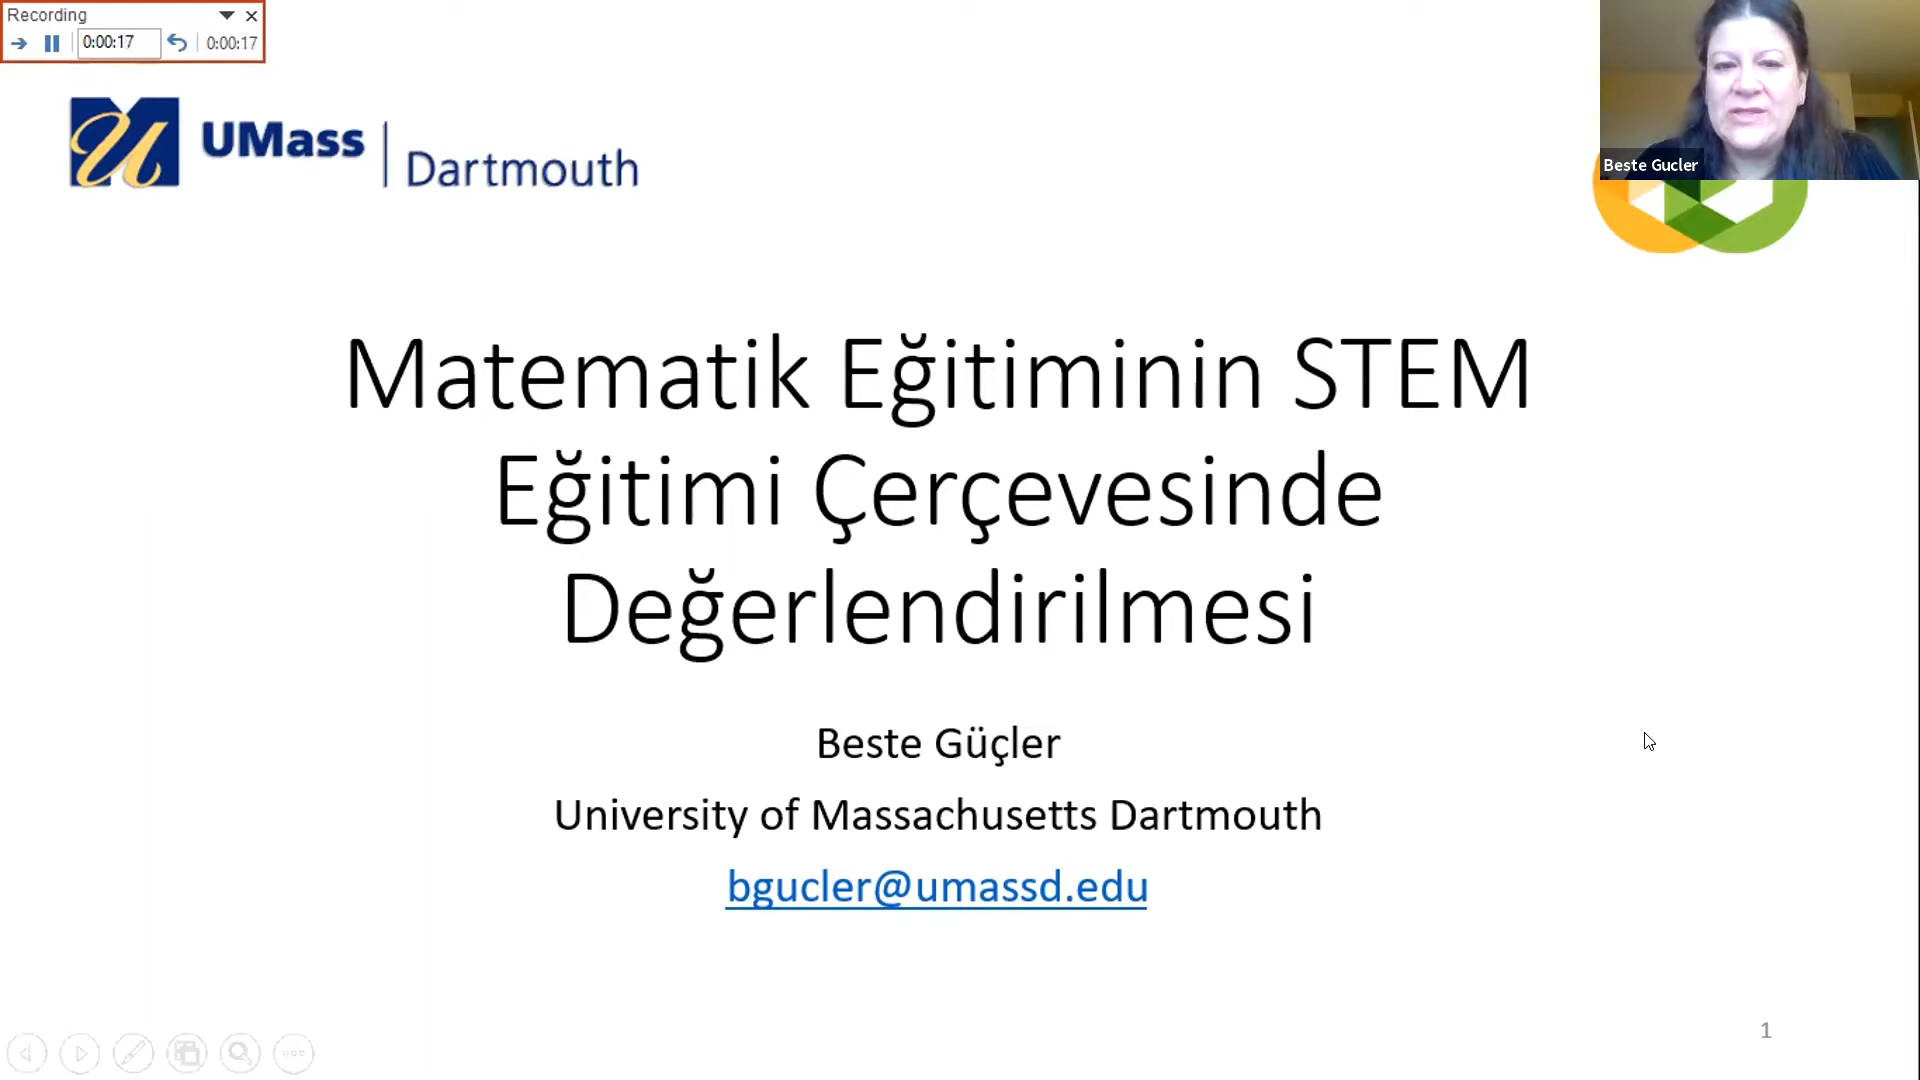 Recording
0:00:17
0:00:17
UMass
Dartmouth
Beste Gucler
Matematik Eğitiminin STEM
Eğitimi Çerçevesinde
Değerlendirilmesi
Beste Güçler
University of Massachusetts Dartmouth
bgucler@umassd.edu
1